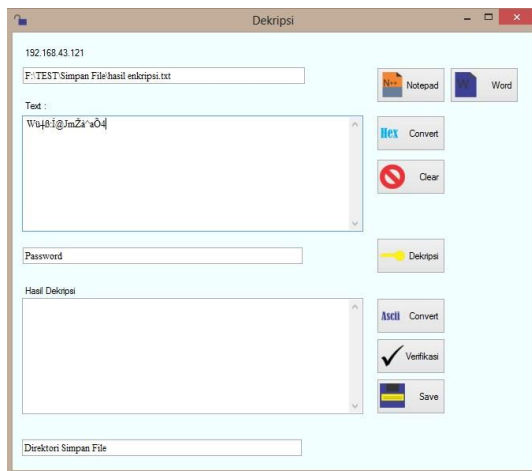 Dekripsi
192.168.43.121
F:\TEST\Simpan File\hasil enkripsi.txt
N++ Notepad
W Word
Text :
Hex Convert
Clear
Password
Dekripsi
Hasil Dekripsi
Ascii Convert
Verifikasi
Save
Direktori Simpan File